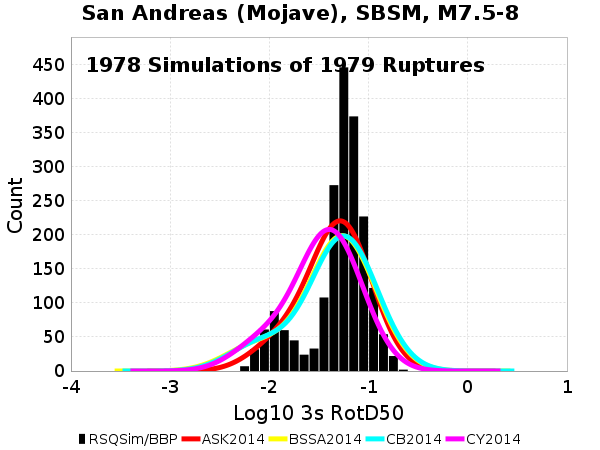 San Andreas (Mojave), SBSM, M7.5-8
1978 Simulations of 1979 Ruptures
Count
450
400
350
300
250
200
150
100
50
0
-4 -3 -2 -1 0 1
Log10 3s RotD50
RSQSim/BBP ASK2014 BSSA2014 CB2014 CY2014